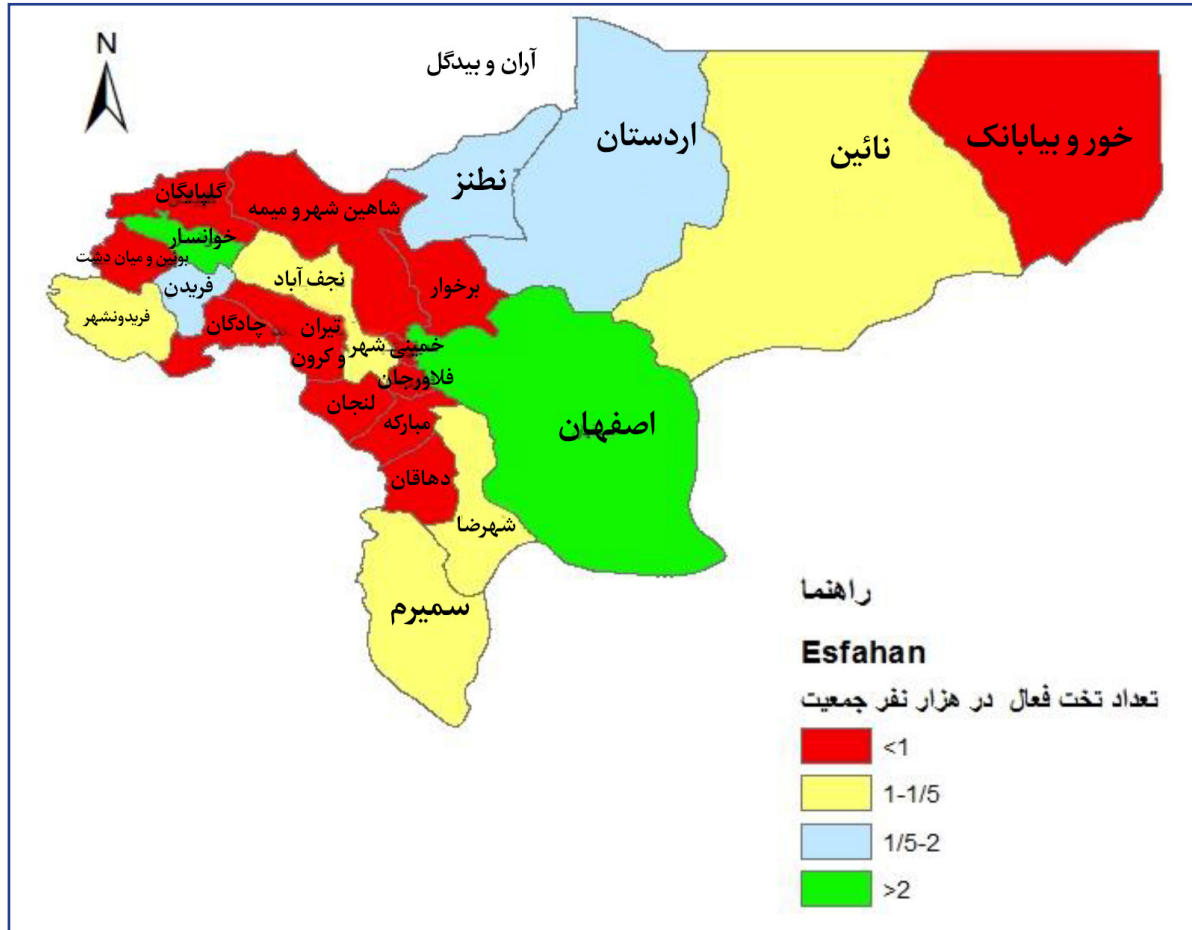 N
آران و بیدگل
اردستان
نائین
خور و بیابانک
نطنز
گلپایگان
شاهین شهر و میمه
خوانسار
بوئین و میان دشت
نجف آباد
برخوار
فریدن
فریدونشهر
چادگان
تیران
و کرون
خمینی شهر
فلاورجان
لنجان
مبارکه
اصفهان
دهاقان
شهرضا
سمیرم
راهنما
Esfahan
تعداد تخت فعال در هزار نفر جمعیت
<1
1-1/5
1/5-2
>2